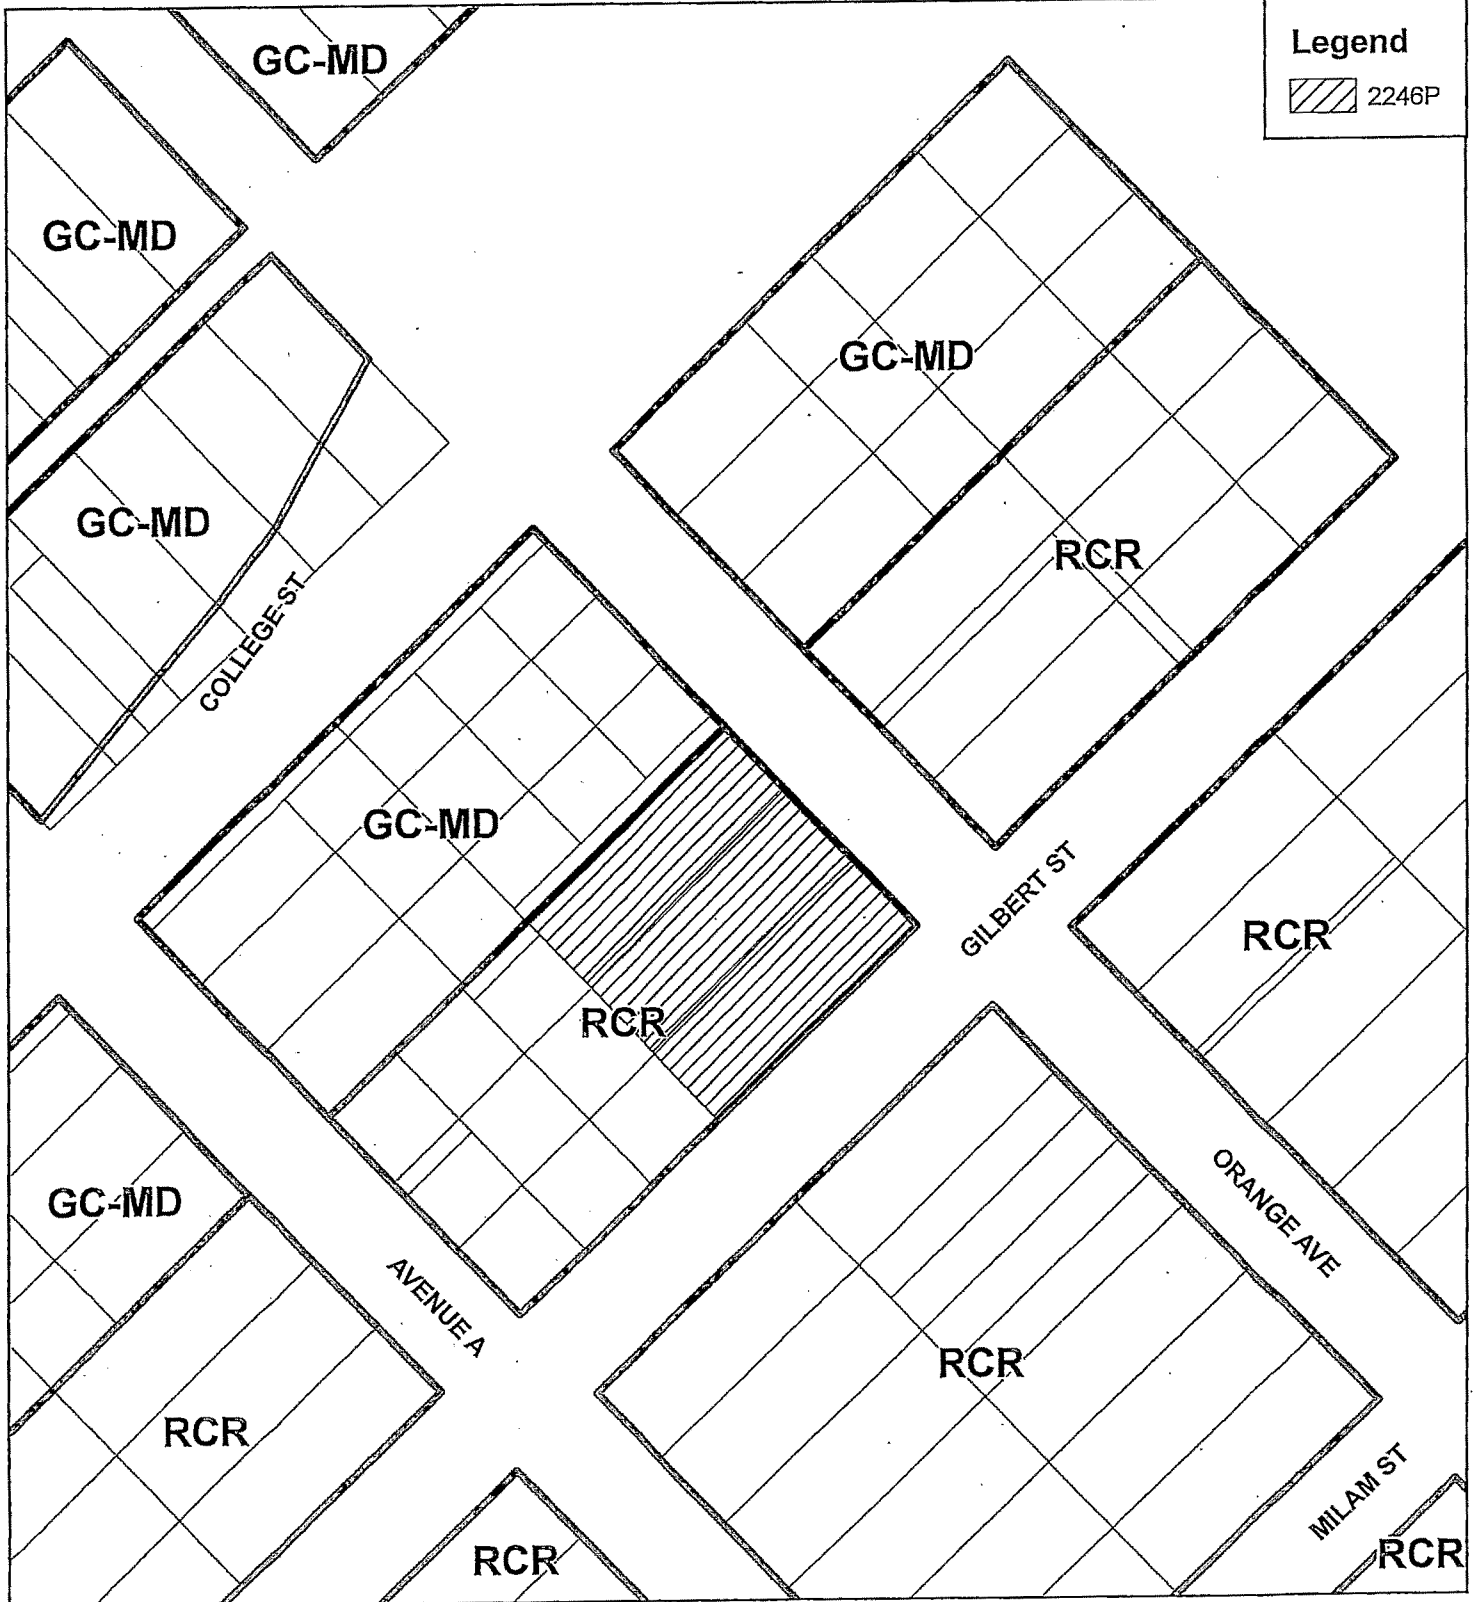 Legend
2246P
GC-MD
GC-MD
GC-MD
GC-MD
RCR
COLLEGE ST
GC-MD
GILBERT ST
RCR
RCR
GC-MD
ORANGE AVE
AVENUE A
RCR
RCR
MILAM ST
RCR
RCR